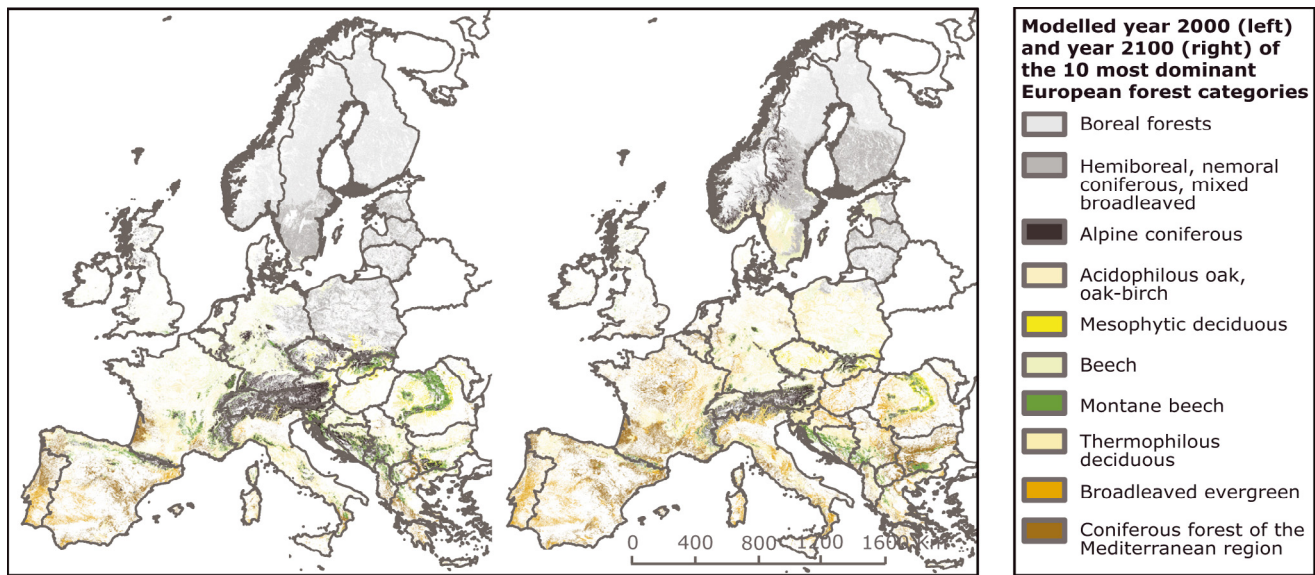 Modelled year 2000 (left)
and year 2100 (right) of
the 10 most dominant
European forest categories
Boreal forests
Hemiboreal, nemoral
coniferous, mixed
broadleaved
Alpine coniferous
Acidophilous oak,
oak-birch
Mesophytic deciduous
Beech
Montane beech
Thermophilous
deciduous
Broadleaved evergreen
Coniferous forest of the
Mediterranean region
0 400 800 1200 1600 Km